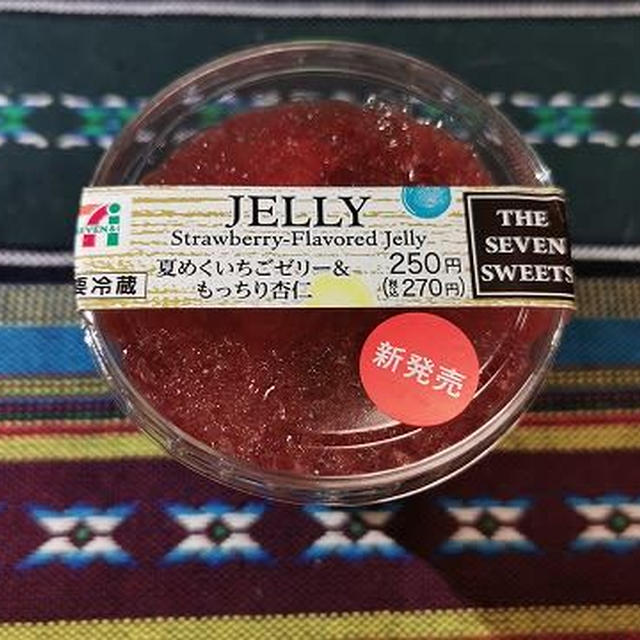 JELLY
Strawberry-Flavored Jelly
夏めくいちごゼリー&
もっちり杏仁
250円
(税込270円)
要冷蔵
SEVEN&i
THE
SEVEN
SWEETS
新発売